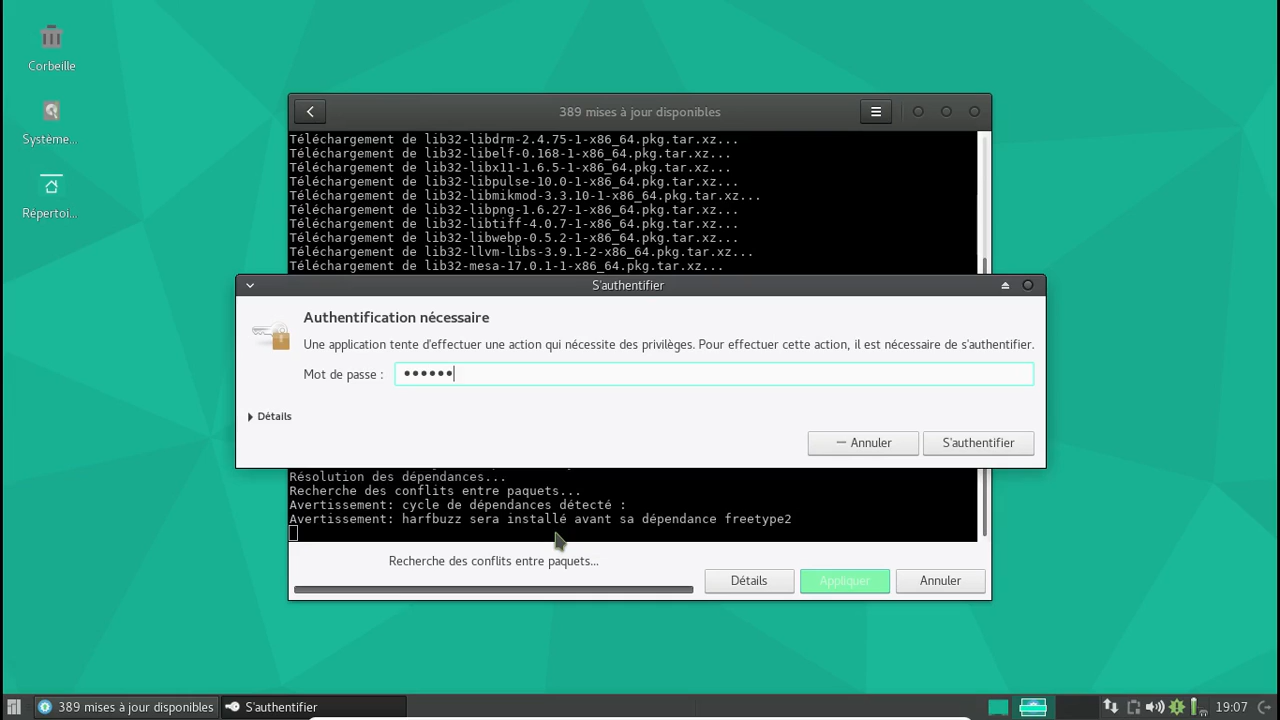 Corbeille
Système...
Répertoi...
389 mises à jour disponibles
Téléchargement de lib32-libdrm-2.4.75-1-x86_64.pkg.tar.xz...
Téléchargement de lib32-libelf-0.168-1-x86_64.pkg.tar.xz...
Téléchargement de lib32-libx11-1.6.5-1-x86_64.pkg.tar.xz...
Téléchargement de lib32-libpulse-10.0-1-x86_64.pkg.tar.xz...
Téléchargement de lib32-libmikmod-3.3.10-1-x86_64.pkg.tar.xz...
Téléchargement de lib32-libpng-1.6.27-1-x86_64.pkg.tar.xz...
Téléchargement de lib32-libtiff-4.0.7-1-x86_64.pkg.tar.xz...
Téléchargement de lib32-libwebp-0.5.2-1-x86_64.pkg.tar.xz...
Téléchargement de lib32-llvm-libs-3.9.1-2-x86_64.pkg.tar.xz...
Téléchargement de lib32-mesa-17.0.1-1-x86_64.pkg.tar.xz...
S'authentifier
Authentification nécessaire
Une application tente d'effectuer une action qui nécessite des privilèges. Pour effectuer cette action, il est nécessaire de s'authentifier.
Mot de passe : ••••••
Détails
Annuler S'authentifier
Résolution des dépendances...
Recherche des conflits entre paquets...
Avertissement: cycle de dépendances détecté :
Avertissement: harfbuzz sera installé avant sa dépendance freetype2
Recherche des conflits entre paquets...
Détails Appliquer Annuler
389 mises à jour disponibles S'authentifier 19:07